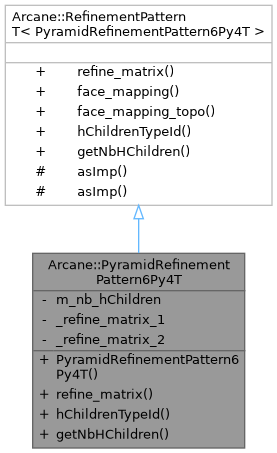 Arcane::RefinementPattern
T< PyramidRefinementPattern6Py4T >
+ refine_matrix()
+ face_mapping()
+ face_mapping_topo()
+ hChildrenTypeId()
+ getNbHChildren()
# asImp()
# asImp()
Arcane::PyramidRefinement
Pattern6Py4T
- m_nb_hChildren
- _refine_matrix_1
- _refine_matrix_2
+ PyramidRefinementPattern6
Py4T()
+ refine_matrix()
+ hChildrenTypeId()
+ getNbHChildren()